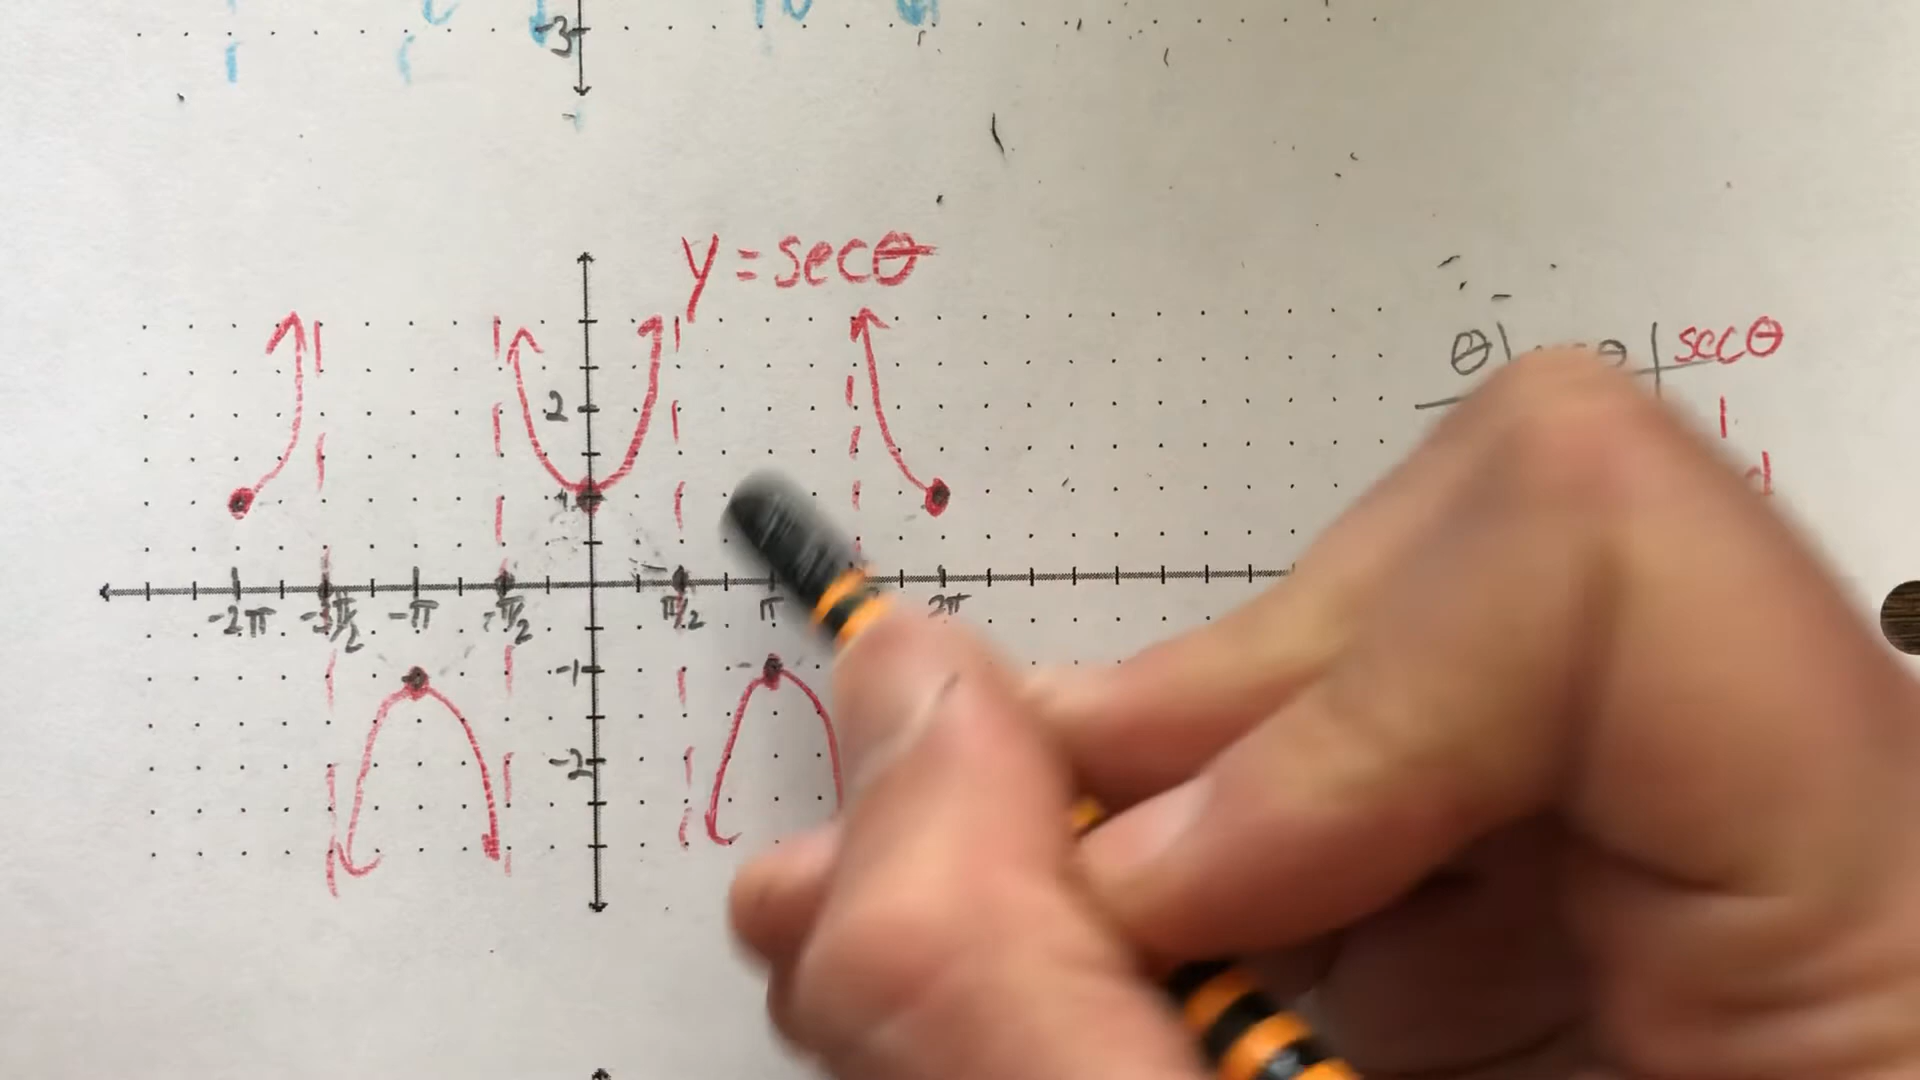 -3
y = secθ
θ | θ | secθ
1
2
d
1
-2π -3π/2 -π -π/2 π/2 π 2π
-1
-2